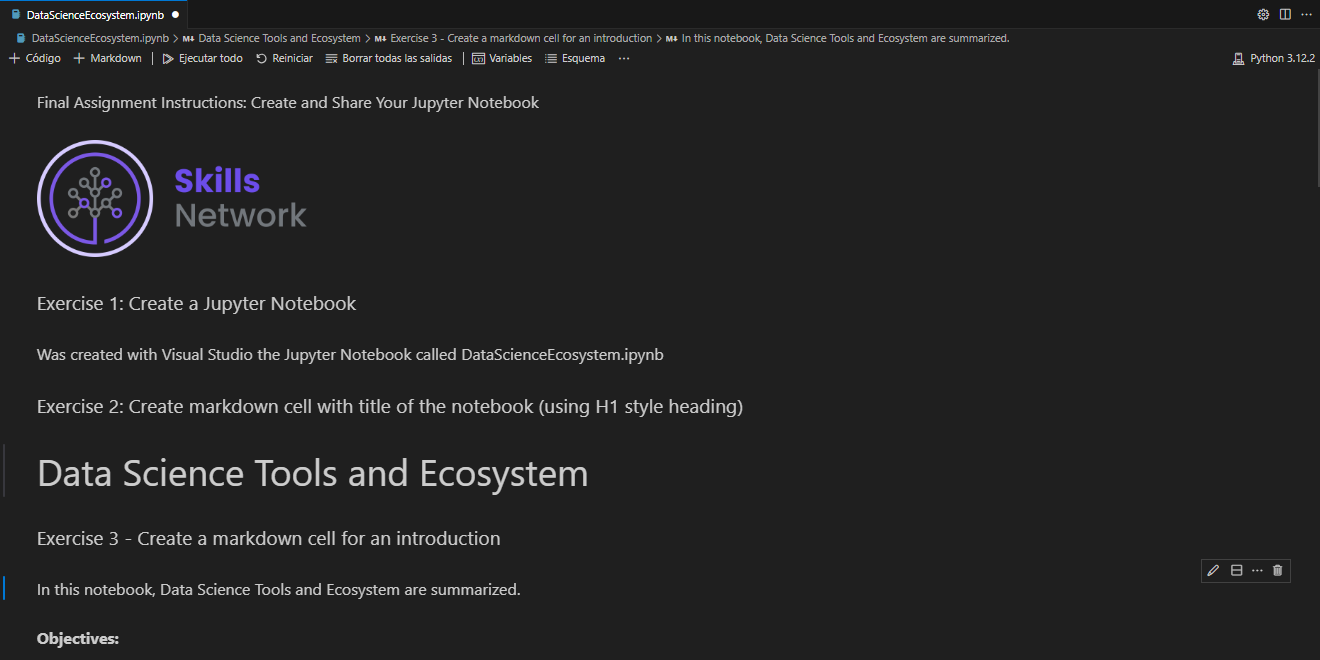 DataScienceEcosystem.ipynb
DataScienceEcosystem.ipynb > M↓ Data Science Tools and Ecosystem > M↓ Exercise 3 - Create a markdown cell for an introduction > M↓ In this notebook, Data Science Tools and Ecosystem are summarized.
+ Código + Markdown | Ejecutar todo Reiniciar Borrar todas las salidas | Variables Esquema ... Python 3.12.2
Final Assignment Instructions: Create and Share Your Jupyter Notebook
Skills
Network
Exercise 1: Create a Jupyter Notebook
Was created with Visual Studio the Jupyter Notebook called DataScienceEcosystem.ipynb
Exercise 2: Create markdown cell with title of the notebook (using H1 style heading)
Data Science Tools and Ecosystem
Exercise 3 - Create a markdown cell for an introduction
In this notebook, Data Science Tools and Ecosystem are summarized.
Objectives: